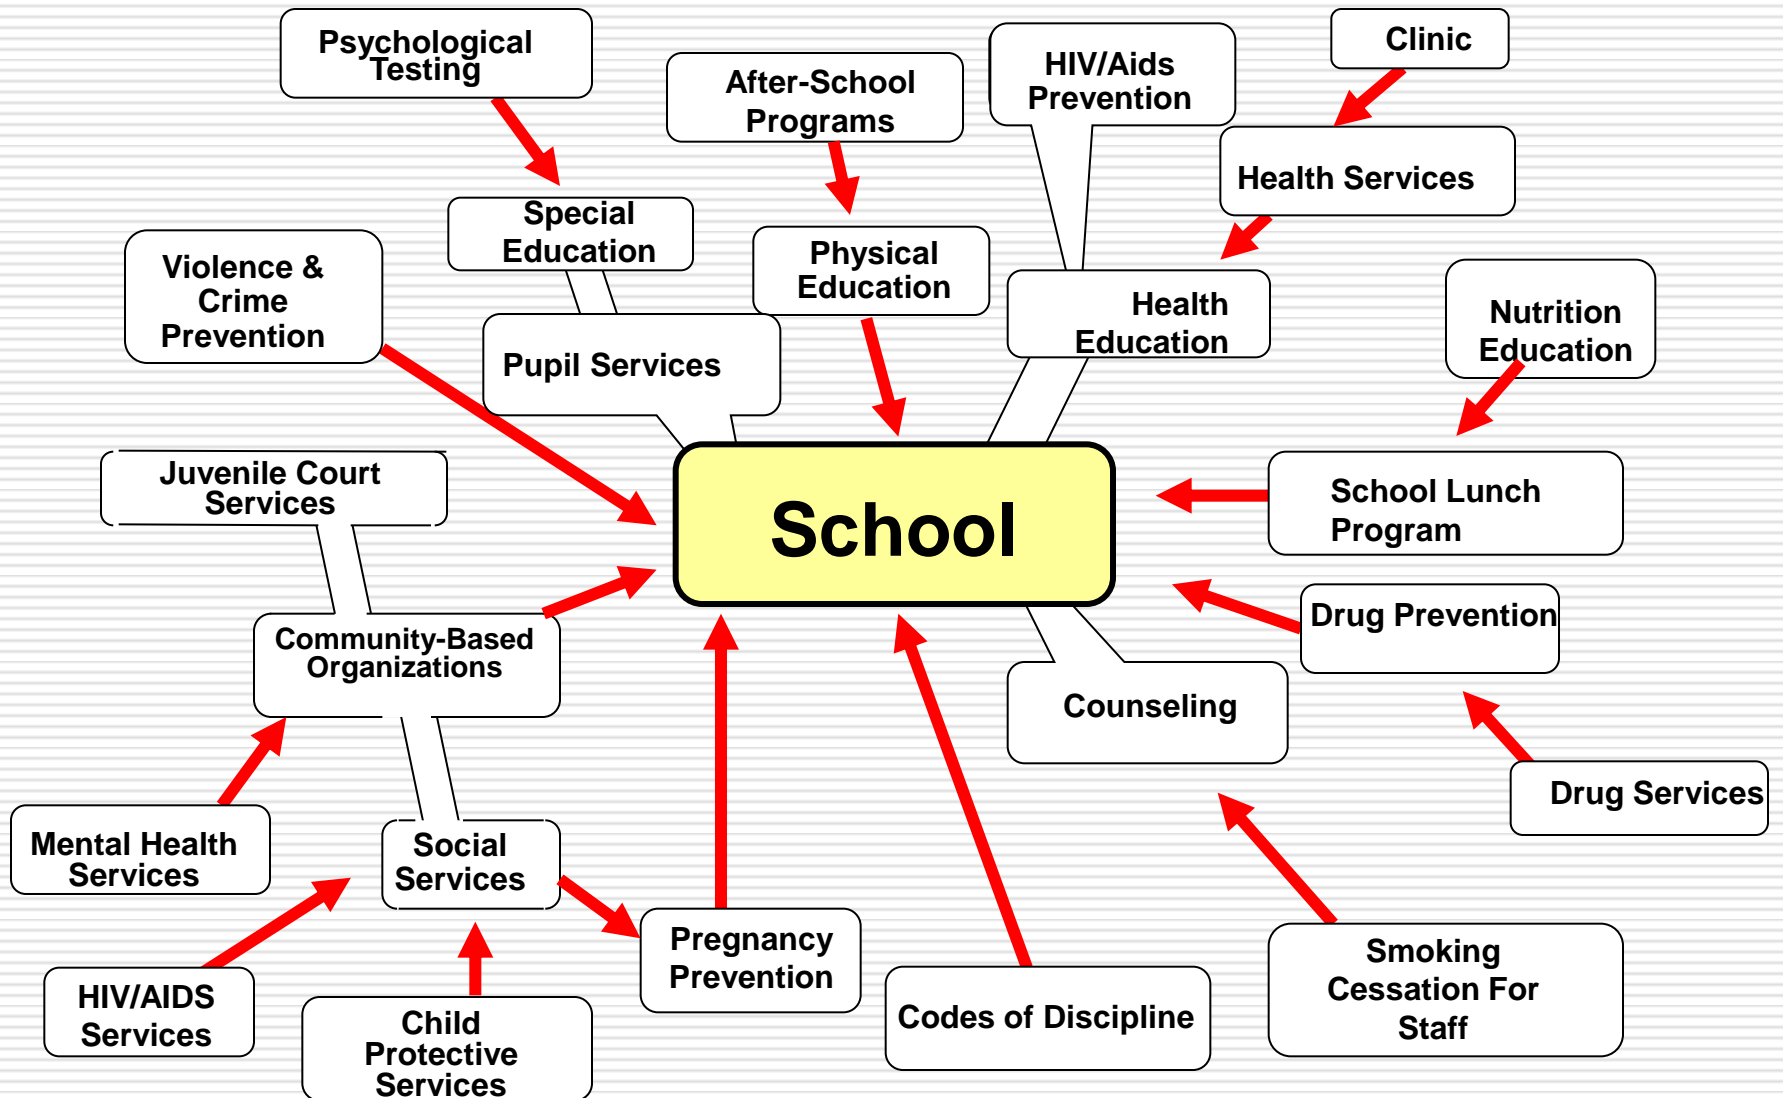 Psychological
Testing
After-School
Programs
HIV/Aids
Prevention
Clinic
Health Services
Special
Education
Violence &
Crime
Prevention
Physical
Education
Health
Education
Nutrition
Education
Pupil Services
Juvenile Court
Services
School
School Lunch
Program
Community-Based
Organizations
Drug Prevention
Counseling
Drug Services
Mental Health
Services
Social
Services
Pregnancy
Prevention
HIV/AIDS
Services
Child
Protective
Services
Codes of Discipline
Smoking
Cessation For
Staff